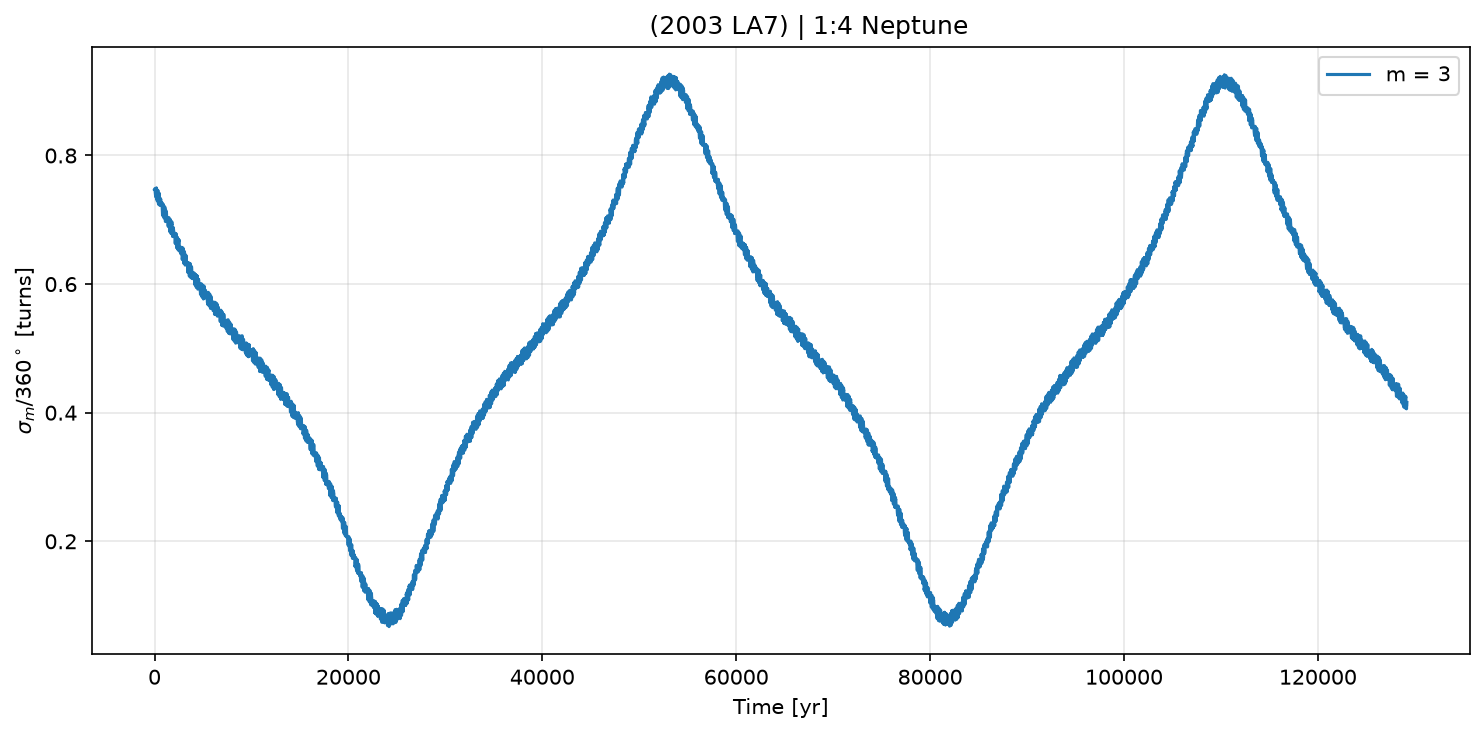 (2003 LA7) | 1:4 Neptune
m = 3
0.8
0.6
0.4
0.2
σₘ/360° [turns]
0 20000 40000 60000 80000 100000 120000
Time [yr]